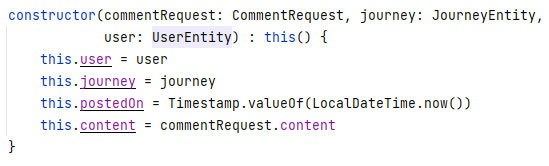 constructor(commentRequest: CommentRequest, journey: JourneyEntity,
            user: UserEntity) : this() {
    this.user = user
    this.journey = journey
    this.postedOn = Timestamp.valueOf(LocalDateTime.now())
    this.content = commentRequest.content
}